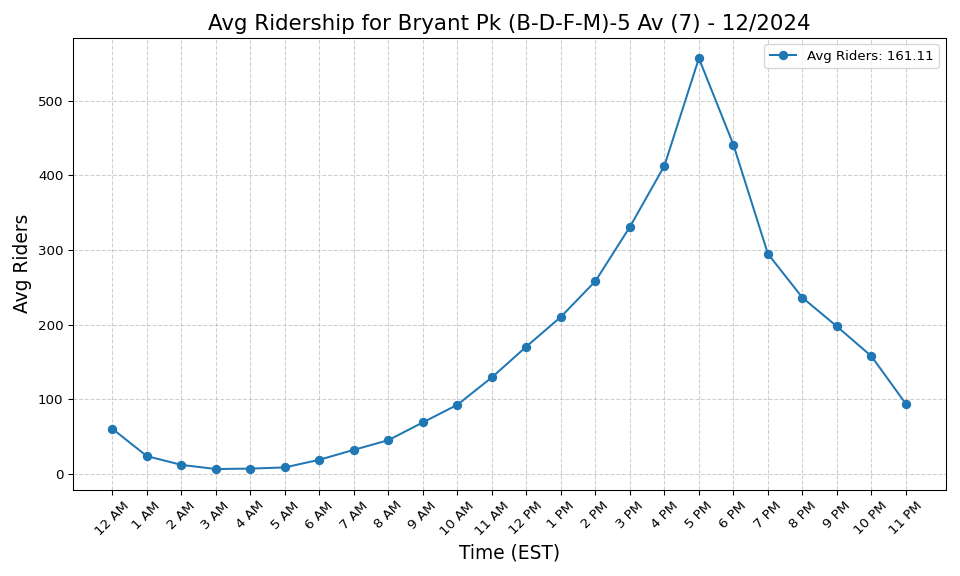 Avg Ridership for Bryant Pk (B-D-F-M)-5 Av (7) - 12/2024
Avg Riders: 161.11
500
400
300
200
100
0
Avg Riders
12 AM
1 AM
2 AM
3 AM
4 AM
5 AM
6 AM
7 AM
8 AM
9 AM
10 AM
11 AM
12 PM
1 PM
2 PM
3 PM
4 PM
5 PM
6 PM
7 PM
8 PM
9 PM
10 PM
11 PM
Time (EST)